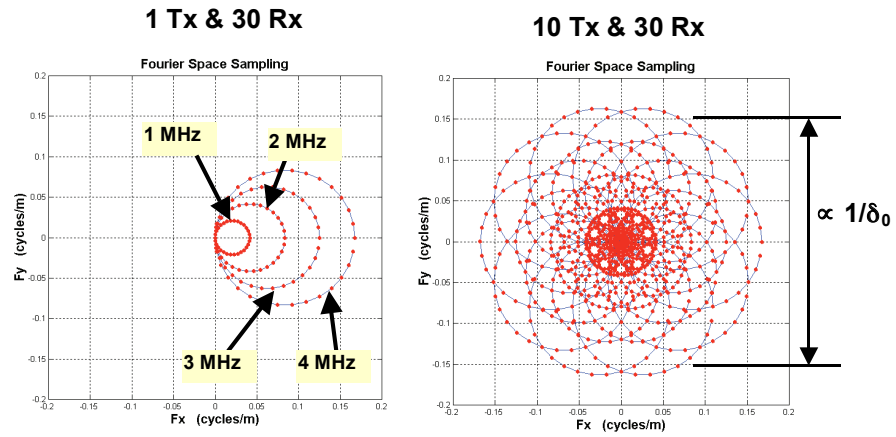 1 Tx & 30 Rx
Fourier Space Sampling
0.2
0.15
0.1
0.05
0
-0.05
-0.1
-0.15
-0.2
Fy (cycles/m)
1 MHz
2 MHz
3 MHz
4 MHz
-0.2 -0.15 -0.1 -0.05 0 0.05 0.1 0.15 0.2
Fx (cycles/m)
10 Tx & 30 Rx
Fourier Space Sampling
0.2
0.15
0.1
0.05
0
-0.05
-0.1
-0.15
-0.2
Fy (cycles/m)
-0.2 -0.15 -0.1 -0.05 0 0.05 0.1 0.15 0.2
Fx (cycles/m)
∝ 1/δ₀